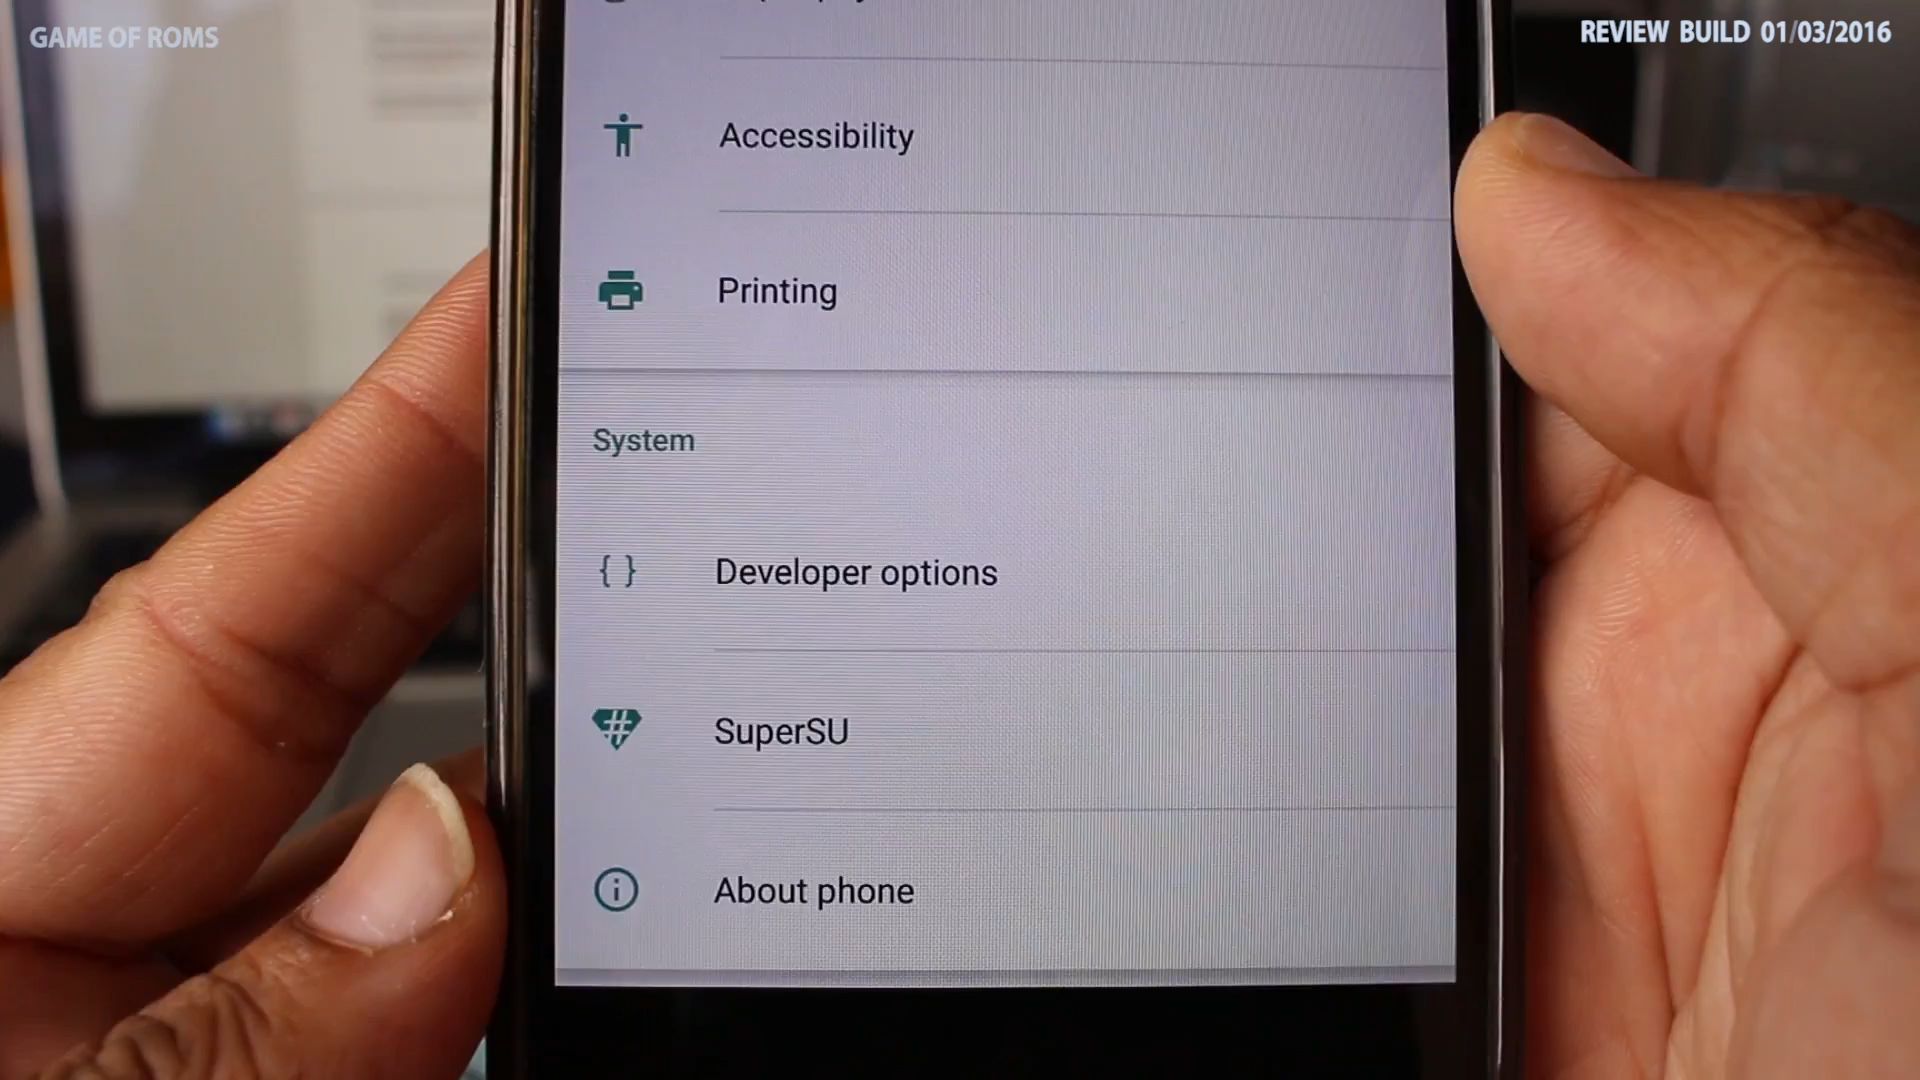 GAME OF ROMS
REVIEW BUILD 01/03/2016
Accessibility
Printing
System
Developer options
SuperSU
About phone